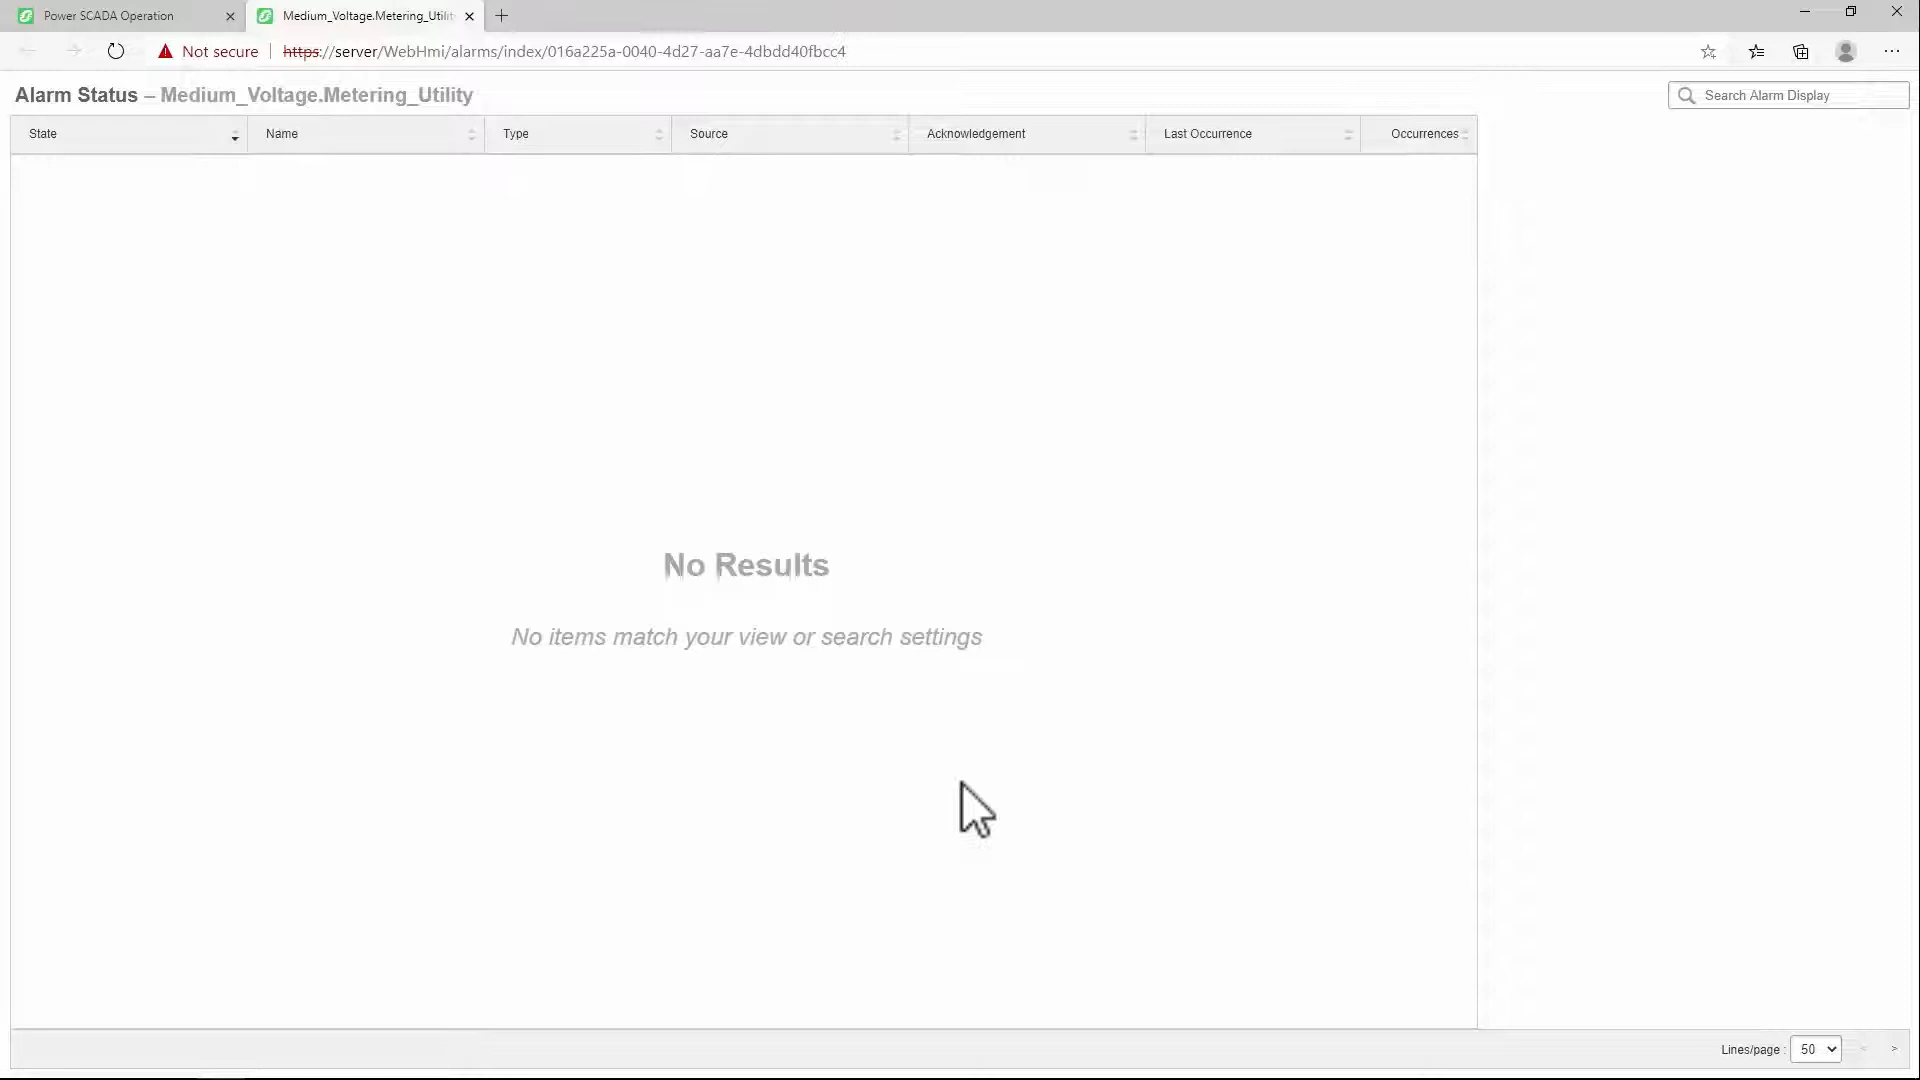 Power SCADA Operation
Medium_Voltage.Metering_Utilit
Not secure
https://server/WebHmi/alarms/index/016a225a-0040-4d27-aa7e-4dbdd40fbcc4
Alarm Status – Medium_Voltage.Metering_Utility
Search Alarm Display
State Name Type Source Acknowledgement Last Occurrence Occurrences
No Results
No items match your view or search settings
Lines/page : 50 < >